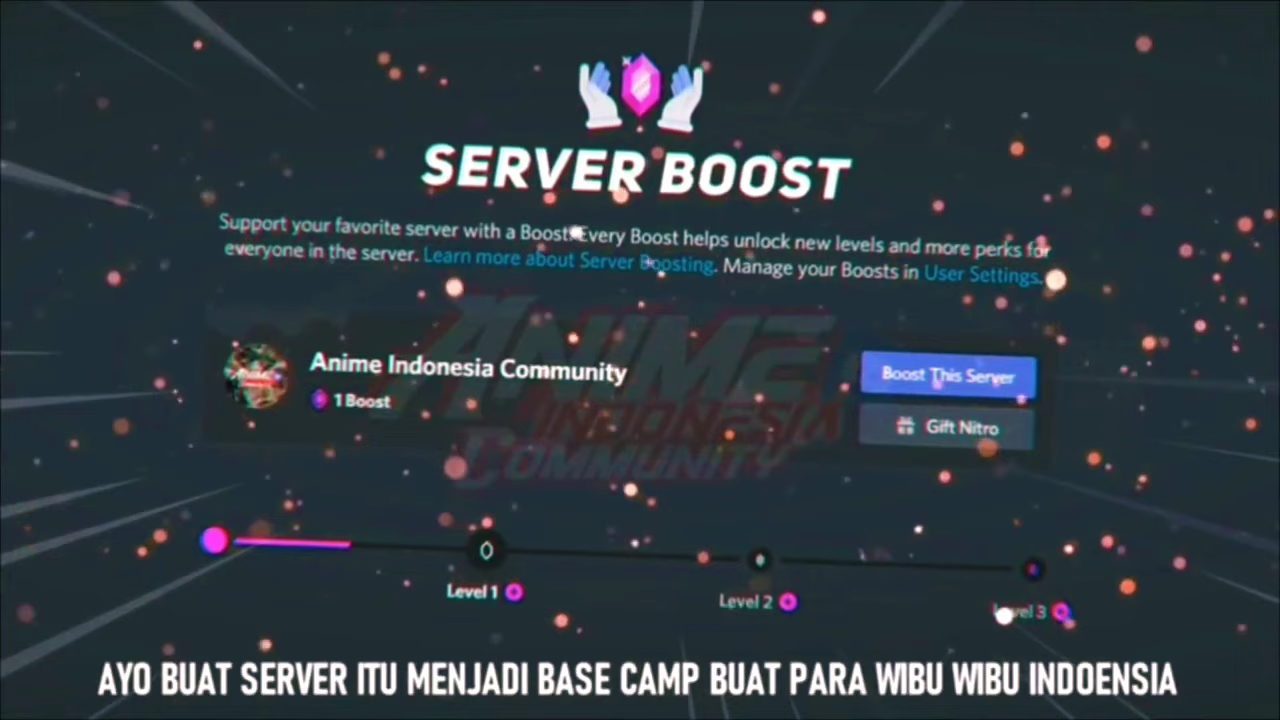 SERVER BOOST
Support your favorite server with a Boost. Every Boost helps unlock new levels and more perks for
everyone in the server. Learn more about Server Boosting. Manage your Boosts in User Settings.
ANIME
INDONESIA
COMMUNITY
Anime Indonesia Community
1 Boost
Boost This Server
Gift Nitro
Level 1
Level 2
Level 3
AYO BUAT SERVER ITU MENJADI BASE CAMP BUAT PARA WIBU WIBU INDOENSIA